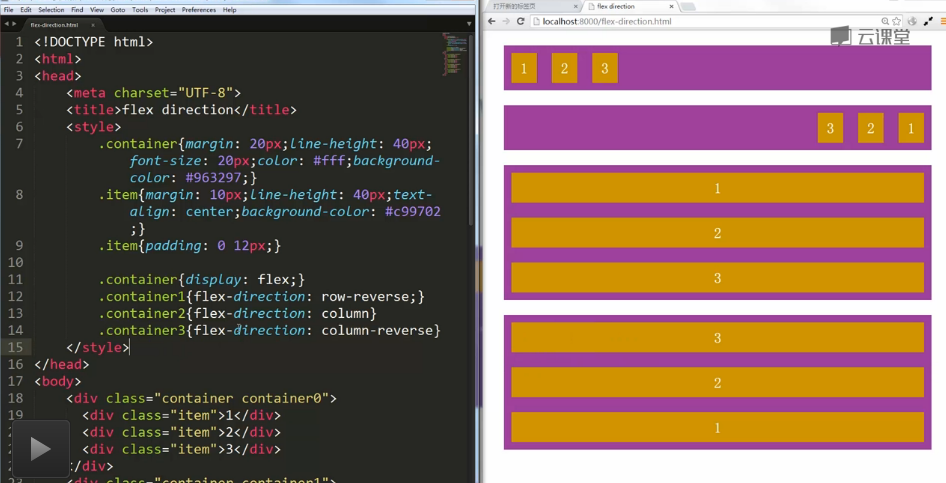 File Edit Selection Find View Goto Tools Project Preferences Help
flex-direction.html
1 <!DOCTYPE html>
2 <html>
3 <head>
4 <meta charset="UTF-8">
5 <title>flex direction</title>
6 <style>
7 .container{margin: 20px;line-height: 40px;
font-size: 20px;color: #fff;background-
color: #963297;}
8 .item{margin: 10px;line-height: 40px;text-
align: center;background-color: #c99702
;}
9 .item{padding: 0 12px;}
10
11 .container{display: flex;}
12 .container1{flex-direction: row-reverse;}
13 .container2{flex-direction: column}
14 .container3{flex-direction: column-reverse}
15 </style>
16 </head>
17 <body>
18 <div class="container container0">
19 <div class="item">1</div>
<div class="item">2</div>
<div class="item">3</div>
</div>
23 <div class="container container1">
打开新的标签页
flex direction
localhost:8000/flex-direction.html
云课堂
1 2 3
3 2 1
1
2
3
3
2
1